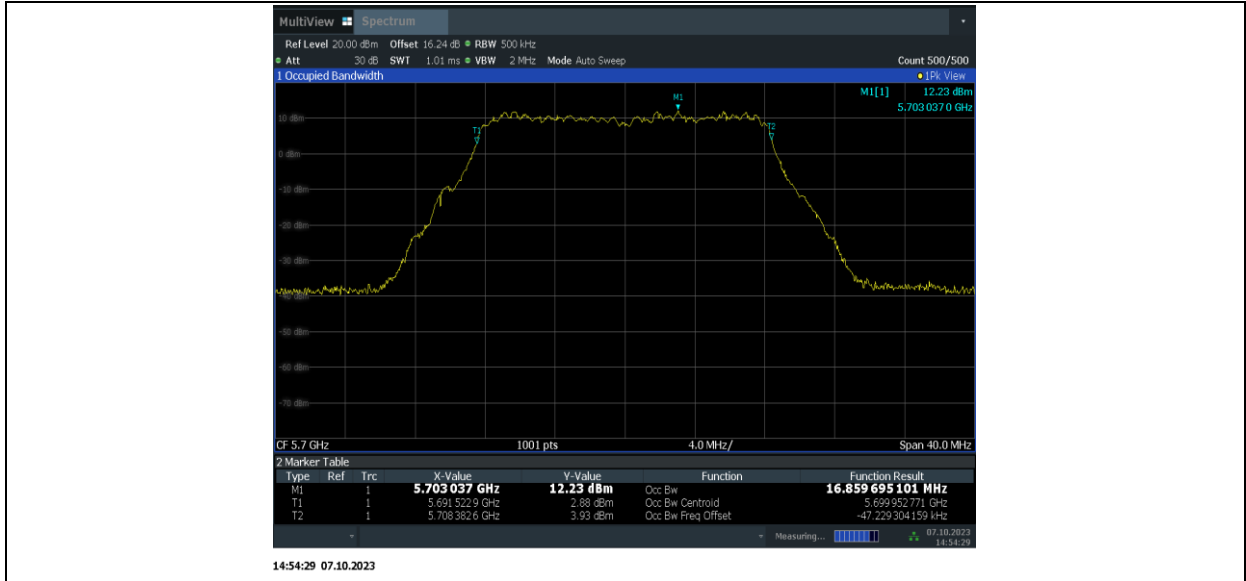 MultiView Spectrum
Ref Level 20.00 dBm Offset 16.24 dB RBW 500 kHz
Att 30 dB SWT 1.01 ms VBW 2 MHz Mode Auto Sweep Count 500/500
1 Occupied Bandwidth 1Pk View
M1[1] 12.23 dBm
5.703 037 0 GHz
M1
10 dBm
T1
T2
0 dBm
-10 dBm
-20 dBm
-30 dBm
-40 dBm
-50 dBm
-60 dBm
-70 dBm
CF 5.7 GHz 1001 pts 4.0 MHz/ Span 40.0 MHz
2 Marker Table
Type Ref Trc X-Value Y-Value Function Function Result
M1 1 5.703 037 GHz 12.23 dBm Occ Bw 16.859 695 101 MHz
T1 1 5.691 522 9 GHz 2.88 dBm Occ Bw Centroid 5.699 952 771 GHz
T2 1 5.708 382 6 GHz 3.93 dBm Occ Bw Freq Offset -47.229 304 159 kHz
Measuring... 07.10.2023
14:54:29
14:54:29 07.10.2023